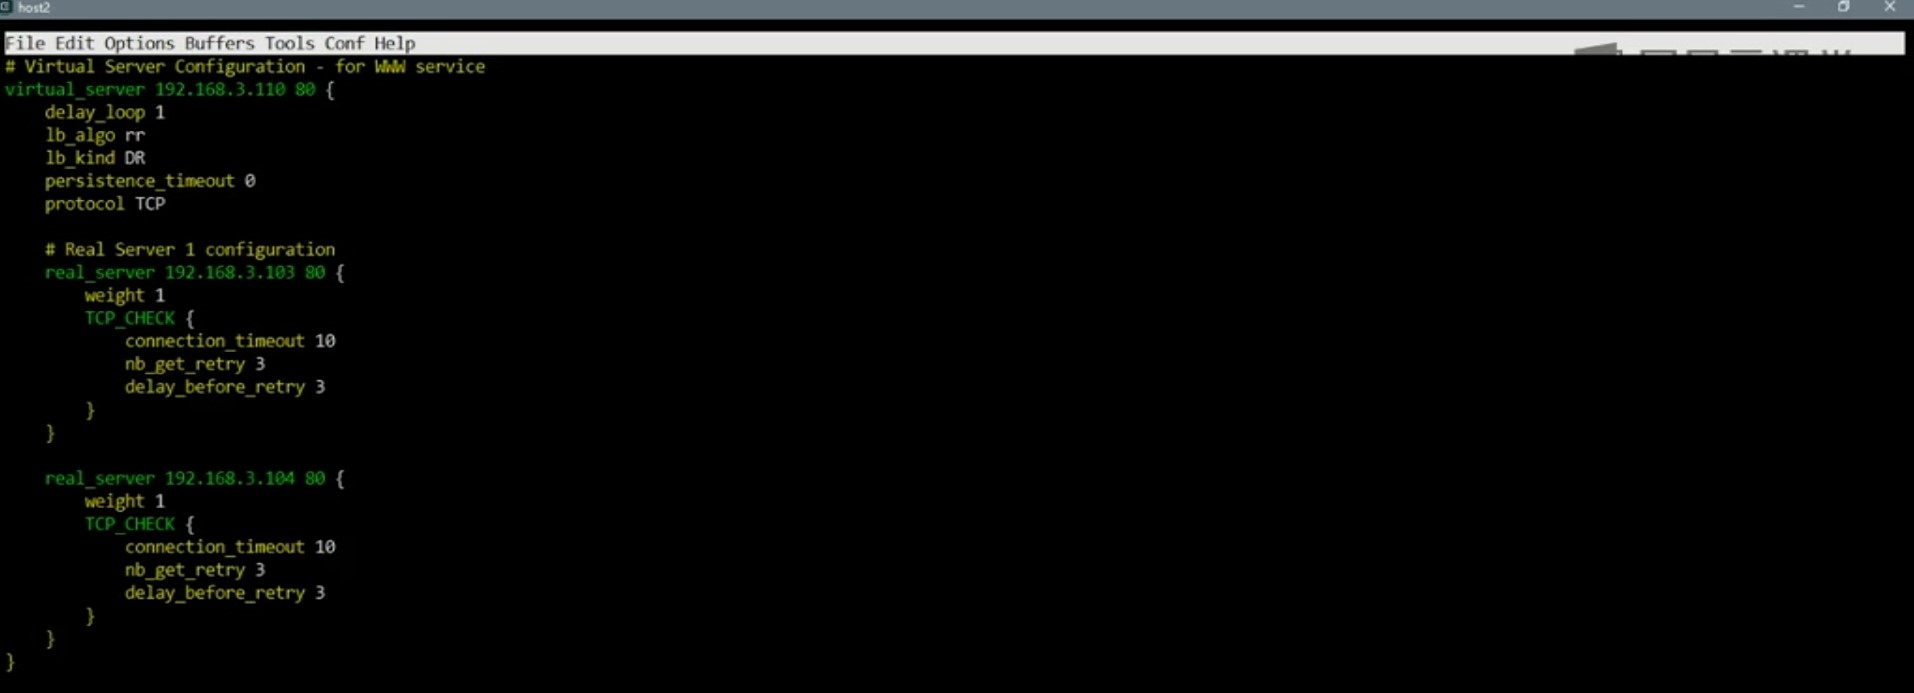 host2
File Edit Options Buffers Tools Conf Help
# Virtual Server Configuration - for WWW service
virtual_server 192.168.3.110 80 {
    delay_loop 1
    lb_algo rr
    lb_kind DR
    persistence_timeout 0
    protocol TCP
    # Real Server 1 configuration
    real_server 192.168.3.103 80 {
        weight 1
        TCP_CHECK {
            connection_timeout 10
            nb_get_retry 3
            delay_before_retry 3
        }
    }
    real_server 192.168.3.104 80 {
        weight 1
        TCP_CHECK {
            connection_timeout 10
            nb_get_retry 3
            delay_before_retry 3
        }
    }
}